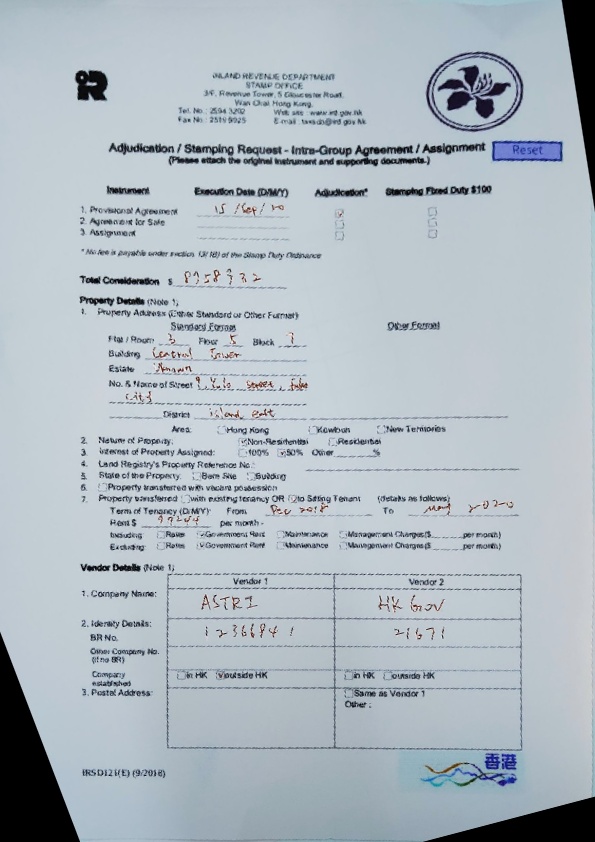 INLAND REVENUE DEPARTMENT
STAMP OFFICE
3/F, Revenue Tower, 5 Gloucester Road,
Wan Chai, Hong Kong.
Tel. No.: 2594 3202 Web site: www.ird.gov.hk
Fax No.: 2519 9025 E-mail: taxsdo@ird.gov.hk
Adjudication / Stamping Request - Intra-Group Agreement / Assignment
Reset
(Please attach the original instrument and supporting documents.)
Instrument Execution Date (D/M/Y) Adjudication* Stamping Fixed Duty $100
1. Provisional Agreement 15 /Sep/ 20
2. Agreement for Sale
3. Assignment
* No fee is payable under section 13(10) of the Stamp Duty Ordinance
Total Consideration $
Property Details (Note 1)
1. Property Address (Either Standard or Other Format)
Standard Format Other Format
Flat / Room 3 Floor 5 Block 7
Building Central Tower
Estate Unknown
No. & Name of Street 9, Street, Fake
City
District island east
Area: Hong Kong Kowloon New Territories
2. Nature of Property: Non-Residential Residential
3. Interest of Property Assigned: 100% 50% Other %
4. Land Registry's Property Reference No.:
5. State of the Property: Bare Site Building
6. Property transferred with vacant possession
7. Property transferred with existing tenancy OR to Sitting Tenant (details as follows)
Term of Tenancy (D/M/Y): From Dec 2018 To May 2020
Rent $ per month -
Including: Rates Government Rent Maintenance Management Charges($ per month)
Excluding: Rates Government Rent Maintenance Management Charges($ per month)
Vendor Details (Note 1)
Vendor 1 Vendor 2
1. Company Name: ASTRI HK Gov
2. Identity Details:
BR No. 12366841 21671
Other Company No.
(if no BR)
Company
established in HK outside HK in HK outside HK
3. Postal Address: Same as Vendor 1
Other :
香港
IRSD121(E) (9/2018)